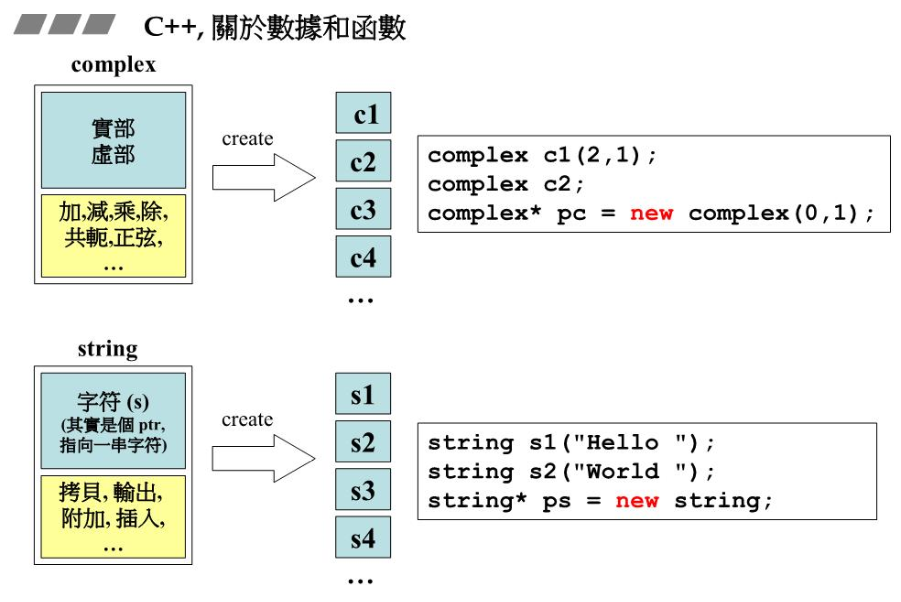 C++, 關於數據和函數
complex
實部
虛部
加,減,乘,除,
共軛,正弦,
…
create
c1
c2
c3
c4
…
complex c1(2,1);
complex c2;
complex* pc = new complex(0,1);
string
字符 (s)
(其實是個 ptr,
指向一串字符)
拷貝, 輸出,
附加, 插入,
…
create
s1
s2
s3
s4
…
string s1("Hello ");
string s2("World ");
string* ps = new string;